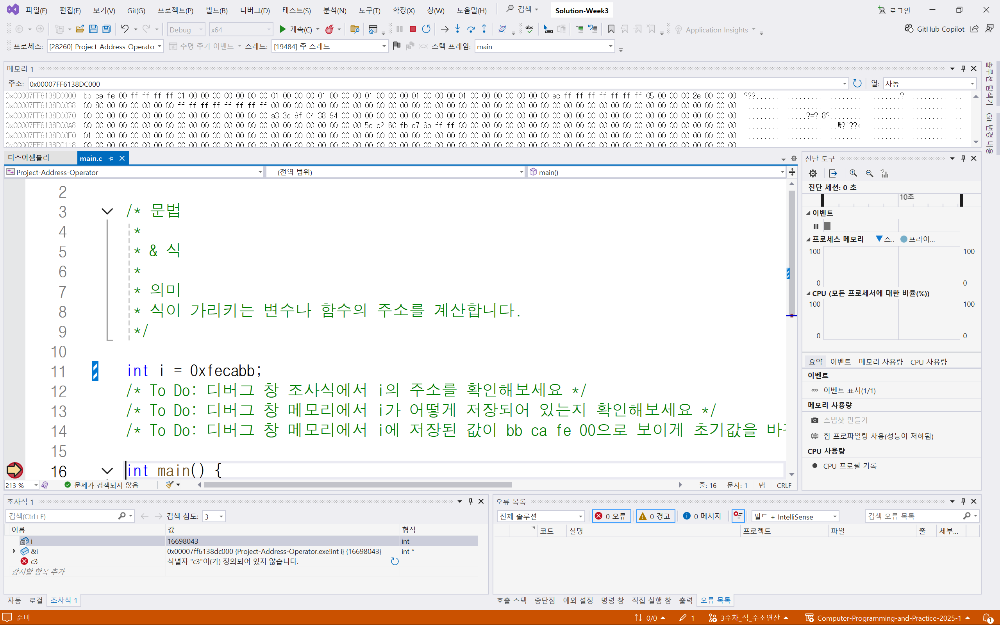 파일(F) 편집(E) 보기(V) Git(G) 프로젝트(P) 빌드(B) 디버그(D) 테스트(S) 분석(N) 도구(T) 확장(X) 창(W) 도움말(H) 검색 Solution-Week3 로그인
Debug x64 계속(C) Application Insights GitHub Copilot
프로세스: [28260] Project-Address-Operato 수명 주기 이벤트 스레드: [19484] 주 스레드 스택 프레임: main
메모리 1
주소: 0x00007FF6138DC000 열: 자동
0x00007FF6138DC000 bb ca fe 00 ff ff ff ff 01 00 00 00 00 00 00 00 01 00 00 00 01 00 00 00 01 00 00 00 01 00 00 00 01 00 00 00 00 00 00 00 ec ff ff ff ff ff ff ff 05 00 00 00 2e 00 00 00 ???.....................................?..............
0x00007FF6138DC038 00 80 00 00 00 00 00 00 ff ff ff ff ff ff ff ff 00 00 00 00 00 00 00 00 00 00 00 00 00 00 00 00 00 00 00 00 00 00 00 00 00 00 00 00 00 00 00 00 00 00 00 00 00 00 00 00 ........................................................
0x00007FF6138DC070 00 00 00 00 00 00 00 00 00 00 00 00 00 00 00 00 a3 3d 9f 04 38 94 00 00 00 00 00 00 00 00 00 00 00 00 00 00 00 00 00 00 00 00 00 00 00 00 00 00 00 00 00 00 00 00 00 00 ................?=?.8?..................................
0x00007FF6138DC0A8 00 00 00 00 00 00 00 00 00 00 00 00 00 00 00 00 00 00 00 00 00 00 00 00 5c c2 60 fb c7 6b ff ff 00 00 00 00 00 00 00 00 00 00 00 00 00 00 00 00 00 00 00 00 00 00 00 00 ........................₩?`??k..........................
0x00007FF6138DC0E0 01 00 00 00 00 00 00 00 00 00 00 00 00 00 00 00 00 00 00 00 00 00 00 00 00 00 00 00 00 00 00 00 00 00 00 00 00 00 00 00 00 00 00 00 00 00 00 00 00 00 00 00 00 00 00 00 ........................................................
0x00007FF6138DC118 00 00 00 00 00 00 00 00 00 00 00 00 00 00 00 00 00 00 00 00 00 00 00 00 00 00 00 00 00 00 00 00 00 00 00 00 00 00 00 00 00 00 00 00 00 00 00 00 00 00 00 00 00 00 00 00
솔루션 탐색기
Git 변경 내용
디스어셈블리 main.c
Project-Address-Operator (전역 범위) main()
2
3 /* 문법
4 *
5 * & 식
6 *
7 * 의미
8 * 식이 가리키는 변수나 함수의 주소를 계산합니다.
9 */
10
11 int i = 0xfecabb;
12 /* To Do: 디버그 창 조사식에서 i의 주소를 확인해보세요 */
13 /* To Do: 디버그 창 메모리에서 i가 어떻게 저장되어 있는지 확인해보세요 */
14 /* To Do: 디버그 창 메모리에서 i에 저장된 값이 bb ca fe 00으로 보이게 초기값을
15
16 int main() {
213 % 문제가 검색되지 않음 줄: 16 문자: 1 탭 CRLF
진단 도구
진단 세션: 0 초
10초
이벤트
프로세스 메모리 스.. 프라이...
100 100
0 0
CPU (모든 프로세서에 대한 비율(%))
100 100
0 0
요약 이벤트 메모리 사용량 CPU 사용량
이벤트
이벤트 표시(1/1)
메모리 사용량
스냅샷 만들기
힙 프로파일링 사용(성능이 저하됨)
CPU 사용량
CPU 프로필 기록
조사식 1
검색(Ctrl+E) 검색 심도: 3
이름 값 형식
i 16698043 int
&i 0x00007ff6138dc000 {Project-Address-Operator.exe!int i} {16698043} int *
c3 식별자 "c3"이(가) 정의되어 있지 않습니다.
감시할 항목 추가
자동 로컬 조사식 1
오류 목록
전체 솔루션 0 오류 0 경고 0 메시지 빌드 + IntelliSense 검색 오류 목록
코드 설명 프로젝트 파일 줄 세부...
호출 스택 중단점 예외 설정 명령 창 직접 실행 창 출력 오류 목록
준비 0/0 1 3주차_식_주소연산 Computer-Programming-and-Practice-2025-1 1